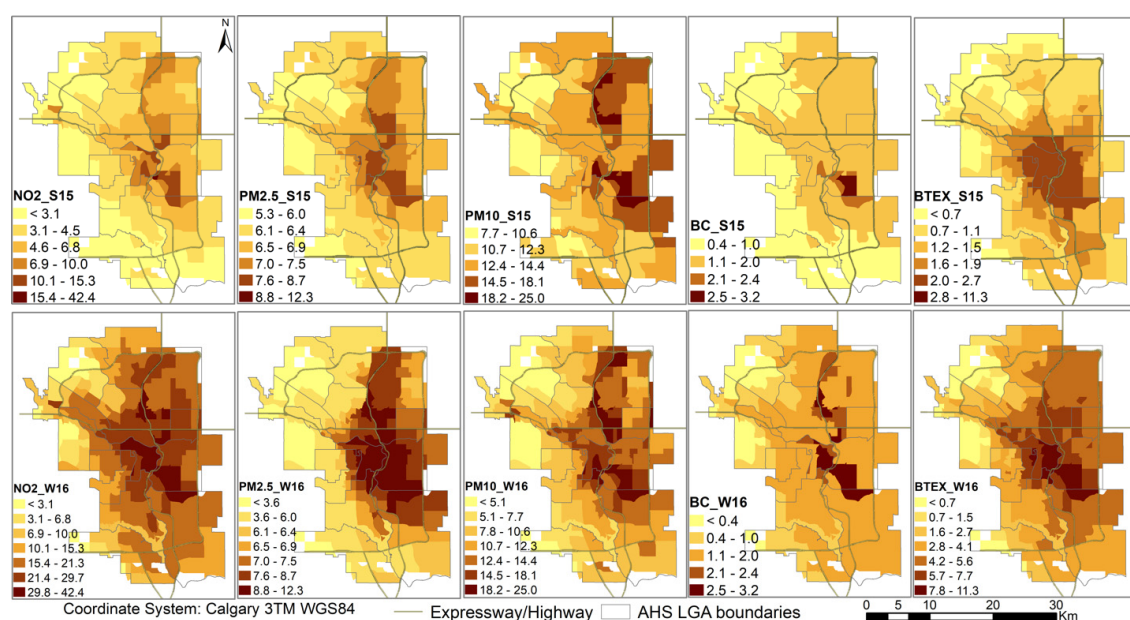 N
NO2_S15
< 3.1
3.1 - 4.5
4.6 - 6.8
6.9 - 10.0
10.1 - 15.3
15.4 - 42.4
PM2.5_S15
5.3 - 6.0
6.1 - 6.4
6.5 - 6.9
7.0 - 7.5
7.6 - 8.7
8.8 - 12.3
PM10_S15
7.7 - 10.6
10.7 - 12.3
12.4 - 14.4
14.5 - 18.1
18.2 - 25.0
BC_S15
0.4 - 1.0
1.1 - 2.0
2.1 - 2.4
2.5 - 3.2
BTEX_S15
< 0.7
0.7 - 1.1
1.2 - 1.5
1.6 - 1.9
2.0 - 2.7
2.8 - 11.3
NO2_W16
< 3.1
3.1 - 6.8
6.9 - 10.0
10.1 - 15.3
15.4 - 21.3
21.4 - 29.7
29.8 - 42.4
PM2.5_W16
< 3.6
3.6 - 6.0
6.1 - 6.4
6.5 - 6.9
7.0 - 7.5
7.6 - 8.7
8.8 - 12.3
PM10_W16
< 5.1
5.1 - 7.7
7.8 - 10.6
10.7 - 12.3
12.4 - 14.4
14.5 - 18.1
18.2 - 25.0
BC_W16
< 0.4
0.4 - 1.0
1.1 - 2.0
2.1 - 2.4
2.5 - 3.2
BTEX_W16
< 0.7
0.7 - 1.5
1.6 - 2.7
2.8 - 4.1
4.2 - 5.6
5.7 - 7.7
7.8 - 11.3
Coordinate System: Calgary 3TM WGS84 Expressway/Highway AHS LGA boundaries
0 5 10 20 30
Km